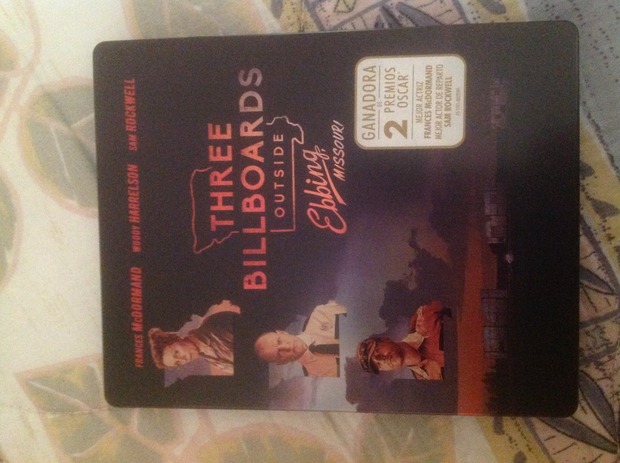 FRANCES McDORMAND WOODY HARRELSON SAM ROCKWELL
THREE
BILLBOARDS
OUTSIDE
Ebbing,
MISSOURI
GANADORA
DE
2 PREMIOS
OSCAR
MEJOR ACTRIZ
FRANCES McDORMAND
MEJOR ACTOR DE REPARTO
SAM ROCKWELL